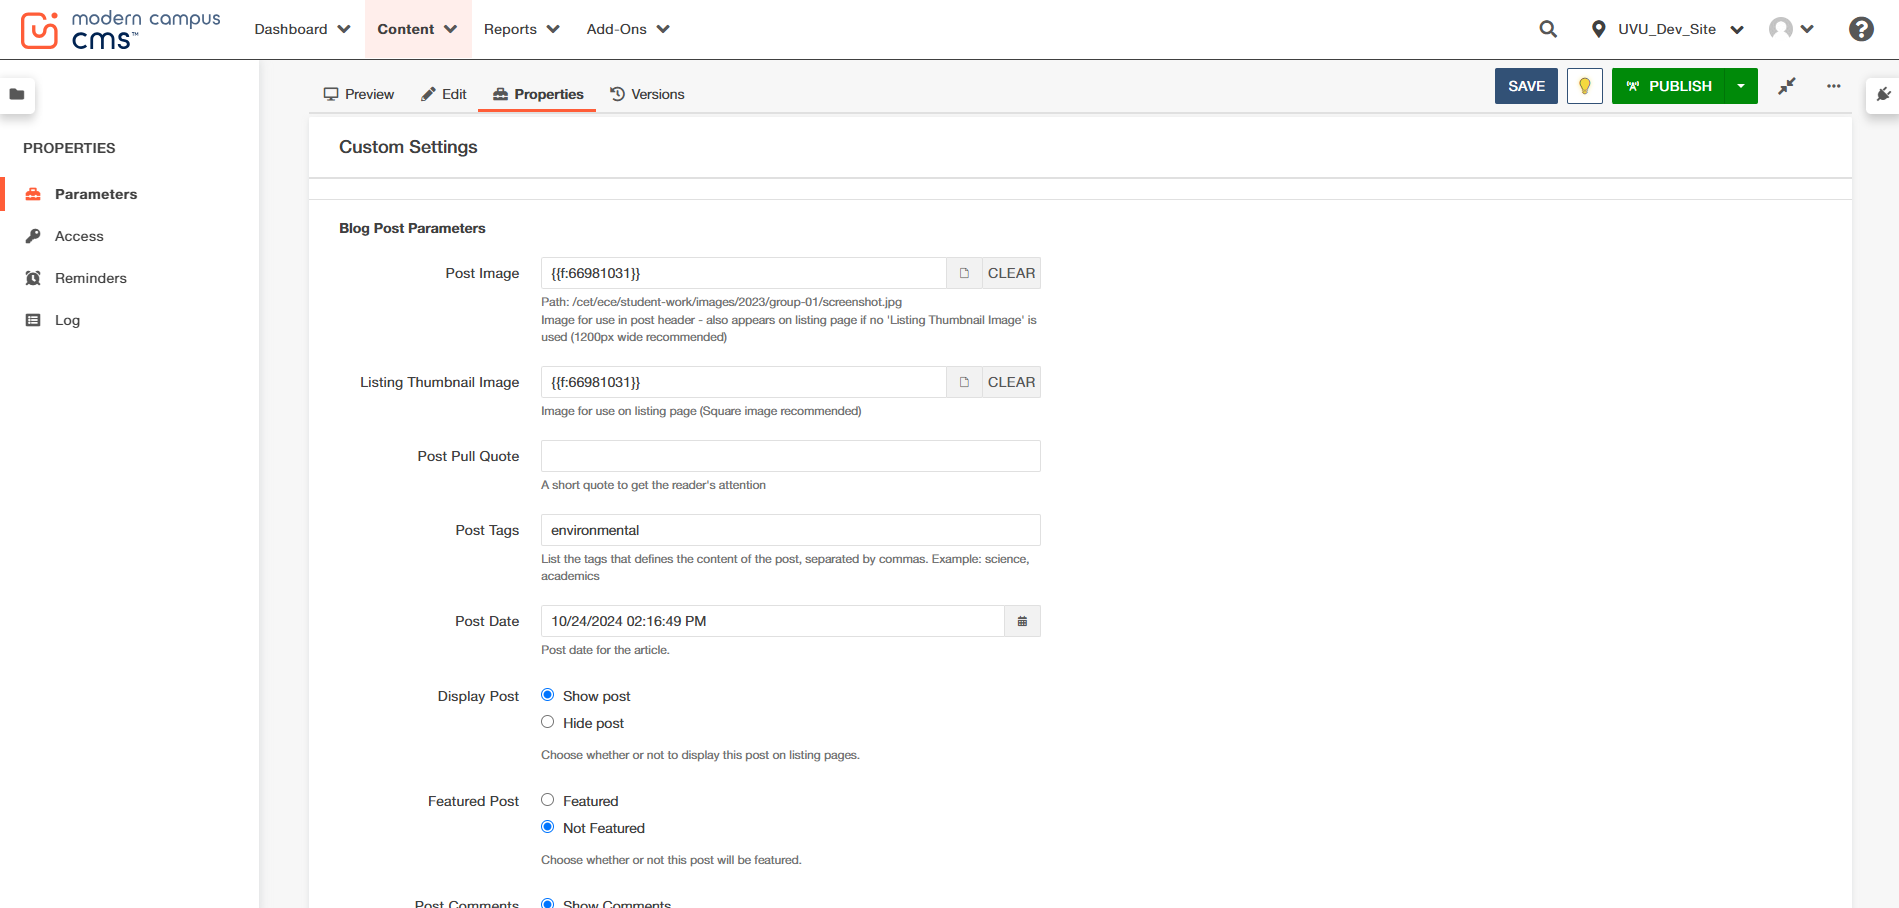 modern campus
cms™
Dashboard
Content
Reports
Add-Ons
UVU_Dev_Site
Preview
Edit
Properties
Versions
SAVE
PUBLISH
PROPERTIES
Parameters
Access
Reminders
Log
Custom Settings
Blog Post Parameters
Post Image
{{f:66981031}}
CLEAR
Path: /cet/ece/student-work/images/2023/group-01/screenshot.jpg
Image for use in post header - also appears on listing page if no 'Listing Thumbnail Image' is
used (1200px wide recommended)
Listing Thumbnail Image
{{f:66981031}}
CLEAR
Image for use on listing page (Square image recommended)
Post Pull Quote
A short quote to get the reader's attention
Post Tags
environmental
List the tags that defines the content of the post, separated by commas. Example: science,
academics
Post Date
10/24/2024 02:16:49 PM
Post date for the article.
Display Post
Show post
Hide post
Choose whether or not to display this post on listing pages.
Featured Post
Featured
Not Featured
Choose whether or not this post will be featured.
Post Comments
Show Comments